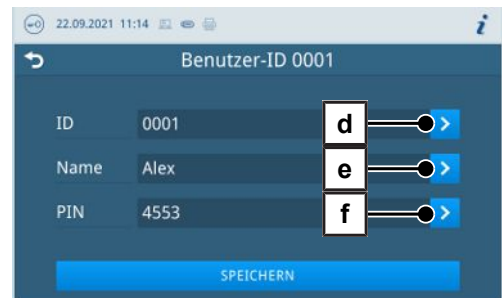 22.09.2021 11:14 i
Benutzer-ID 0001
ID 0001 d >
Name Alex e >
PIN 4553 f >
SPEICHERN